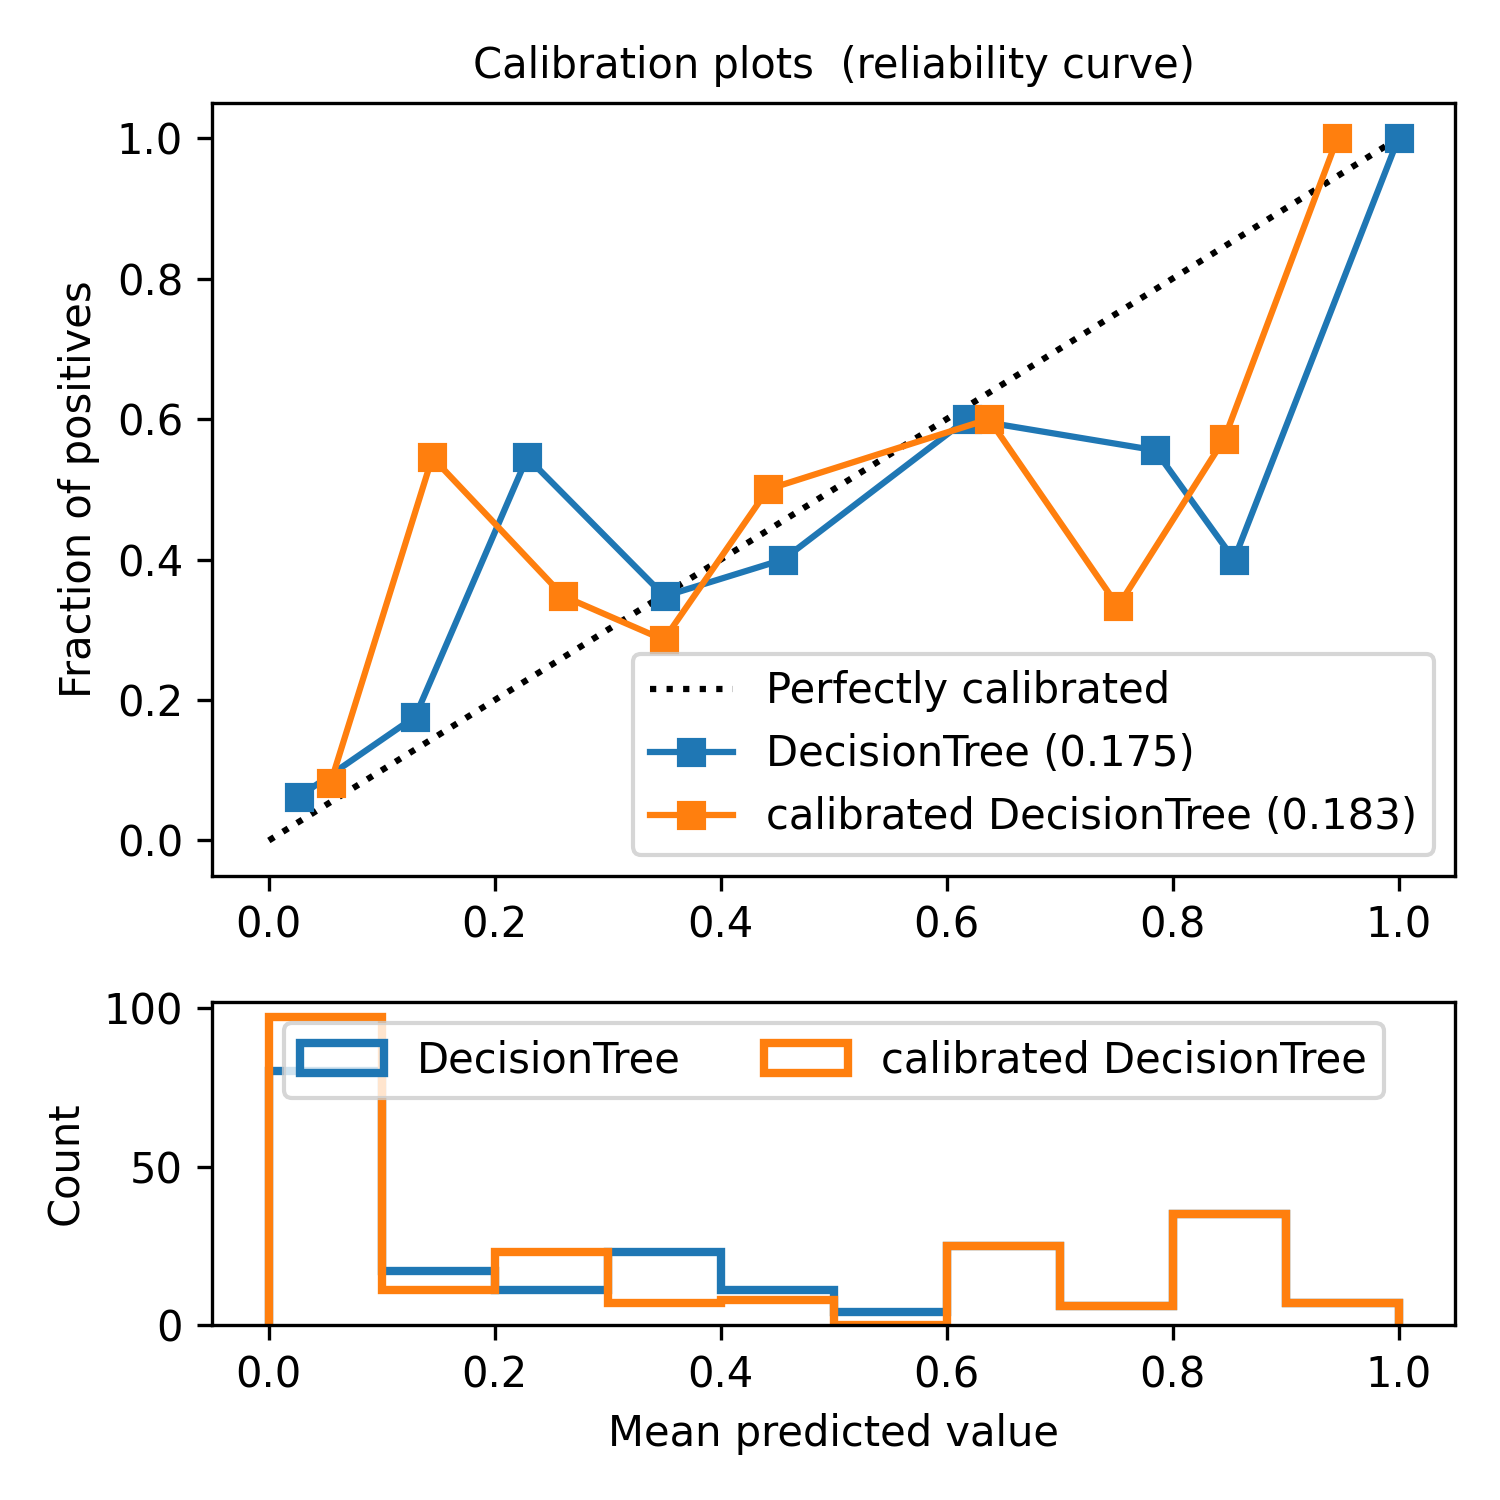 Calibration plots  (reliability curve)
1.0
0.8
0.6
0.4
0.2
0.0
Fraction of positives
Perfectly calibrated
DecisionTree (0.175)
calibrated DecisionTree (0.183)
0.0 0.2 0.4 0.6 0.8 1.0
100
50
0
Count
DecisionTree calibrated DecisionTree
0.0 0.2 0.4 0.6 0.8 1.0
Mean predicted value